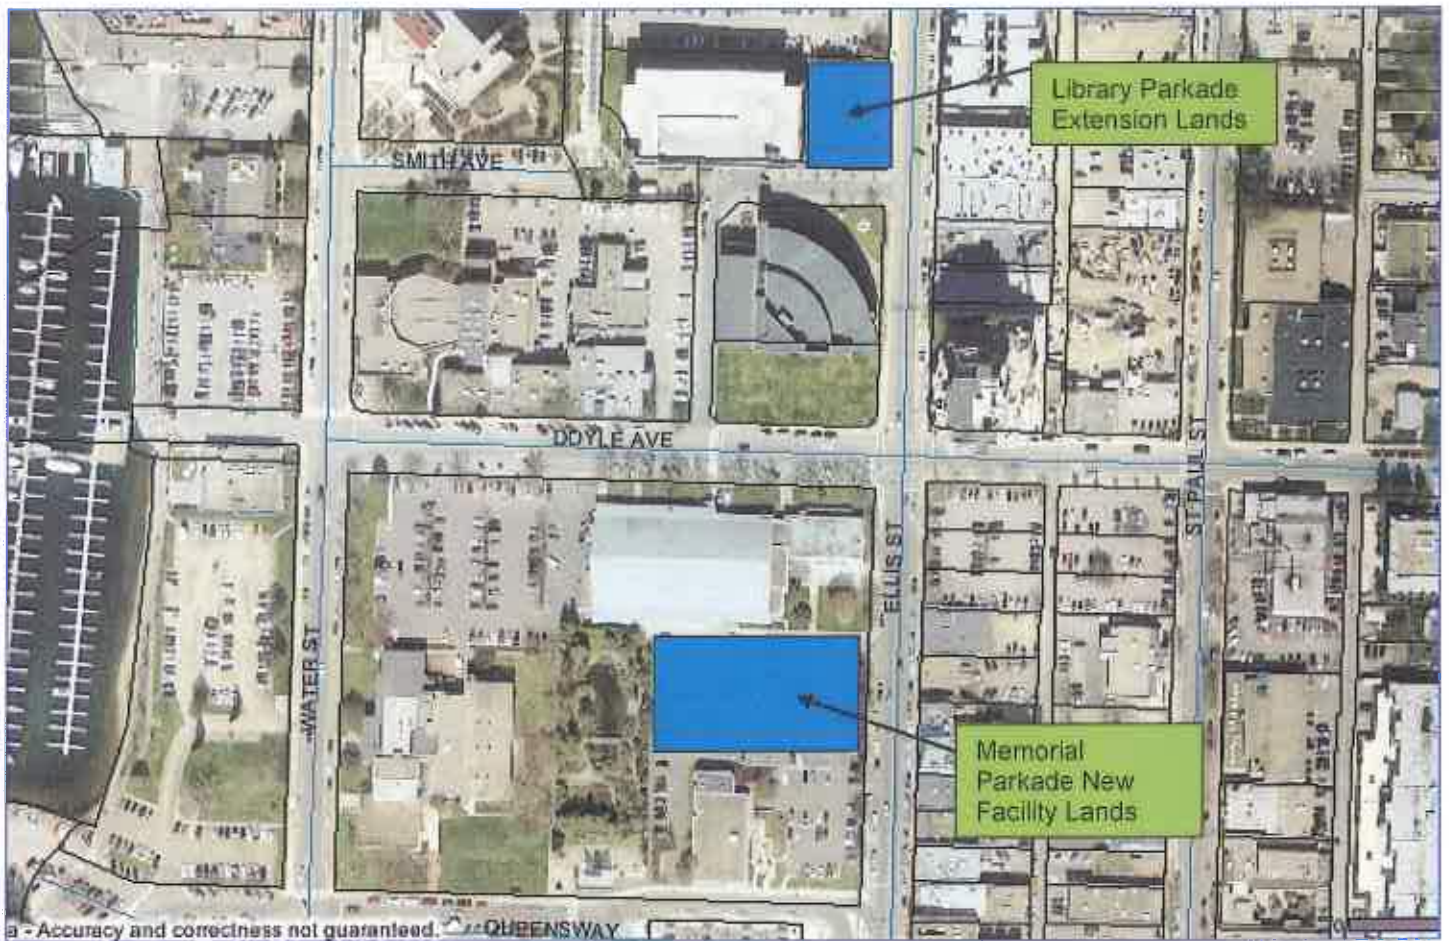 Library Parkade
Extension Lands
SMITH AVE
DOYLE AVE
ST PAUL ST
ELLIS ST
WATER ST
Memorial
Parkade New
Facility Lands
a - Accuracy and correctness not guaranteed.
QUEENSWAY